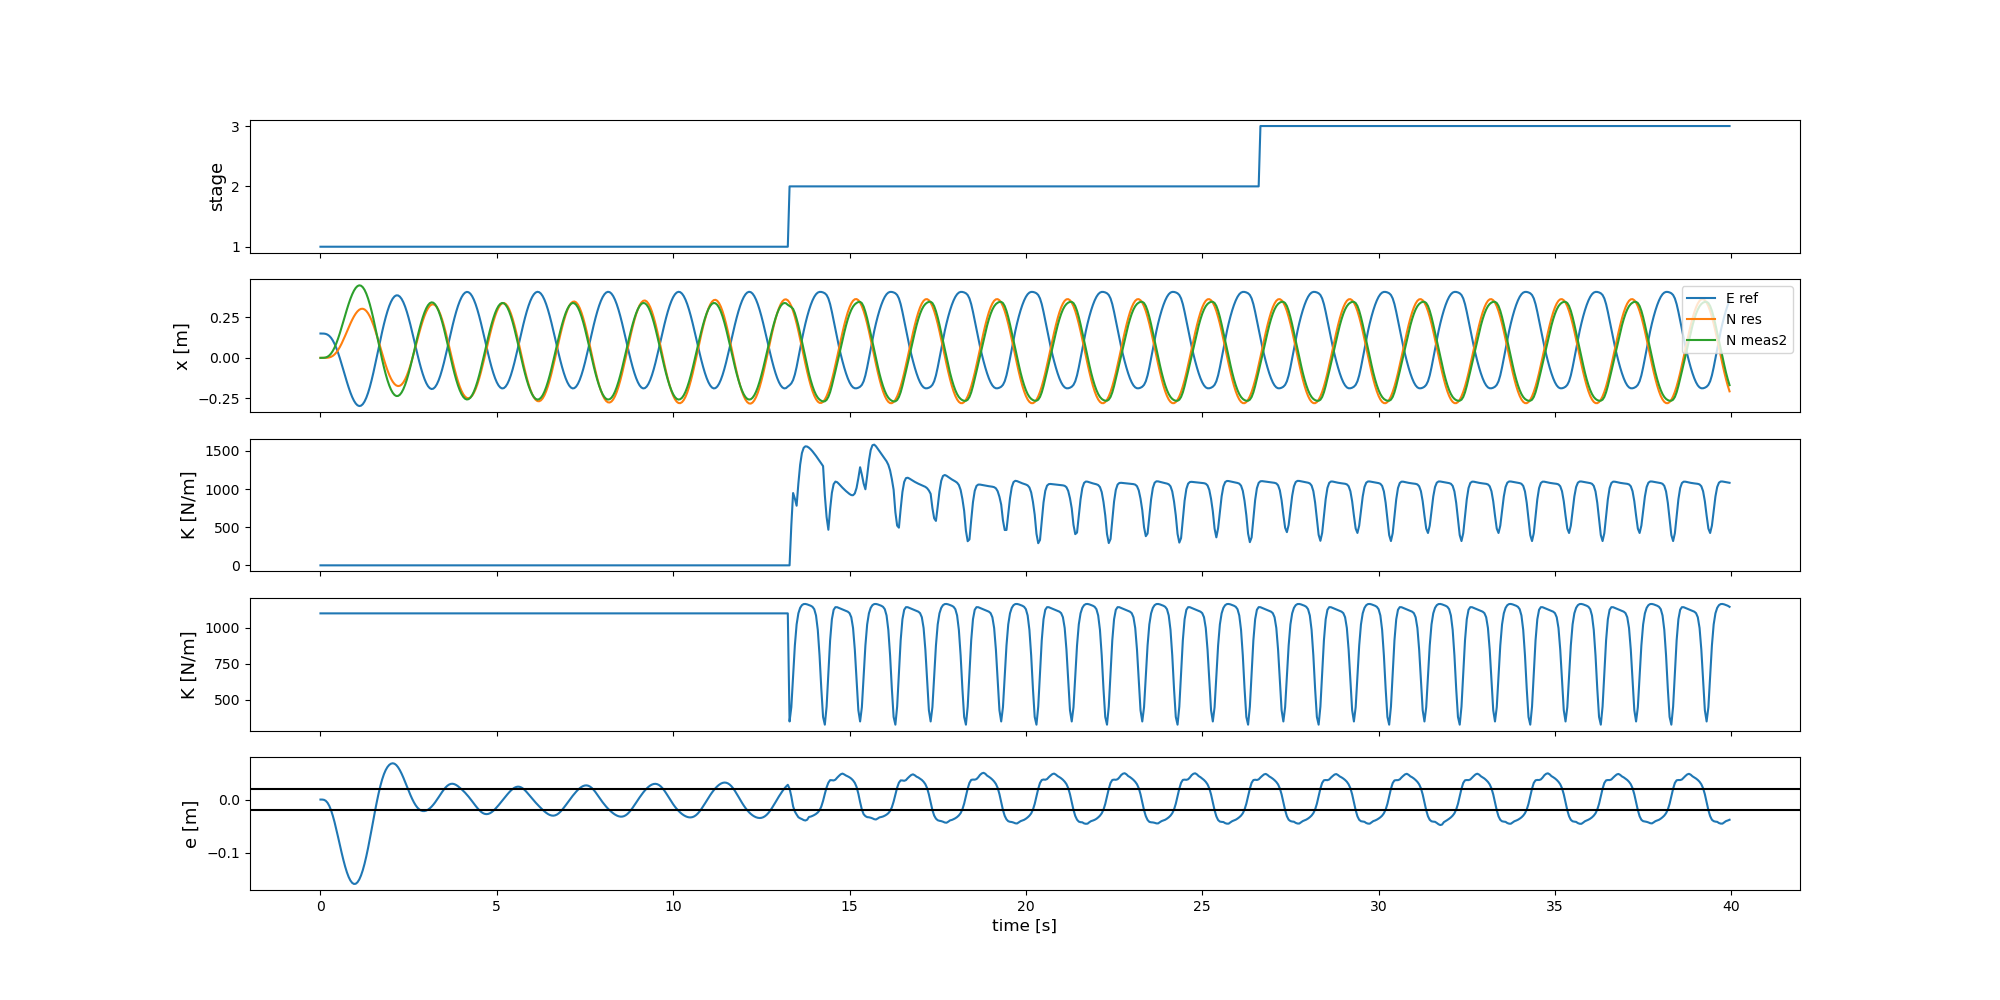 3
2
1
stage
0.25
0.00
−0.25
x [m]
E ref
N res
N meas2
1500
1000
500
0
K [N/m]
1000
750
500
K [N/m]
0.0
−0.1
e [m]
0 5 10 15 20 25 30 35 40
time [s]